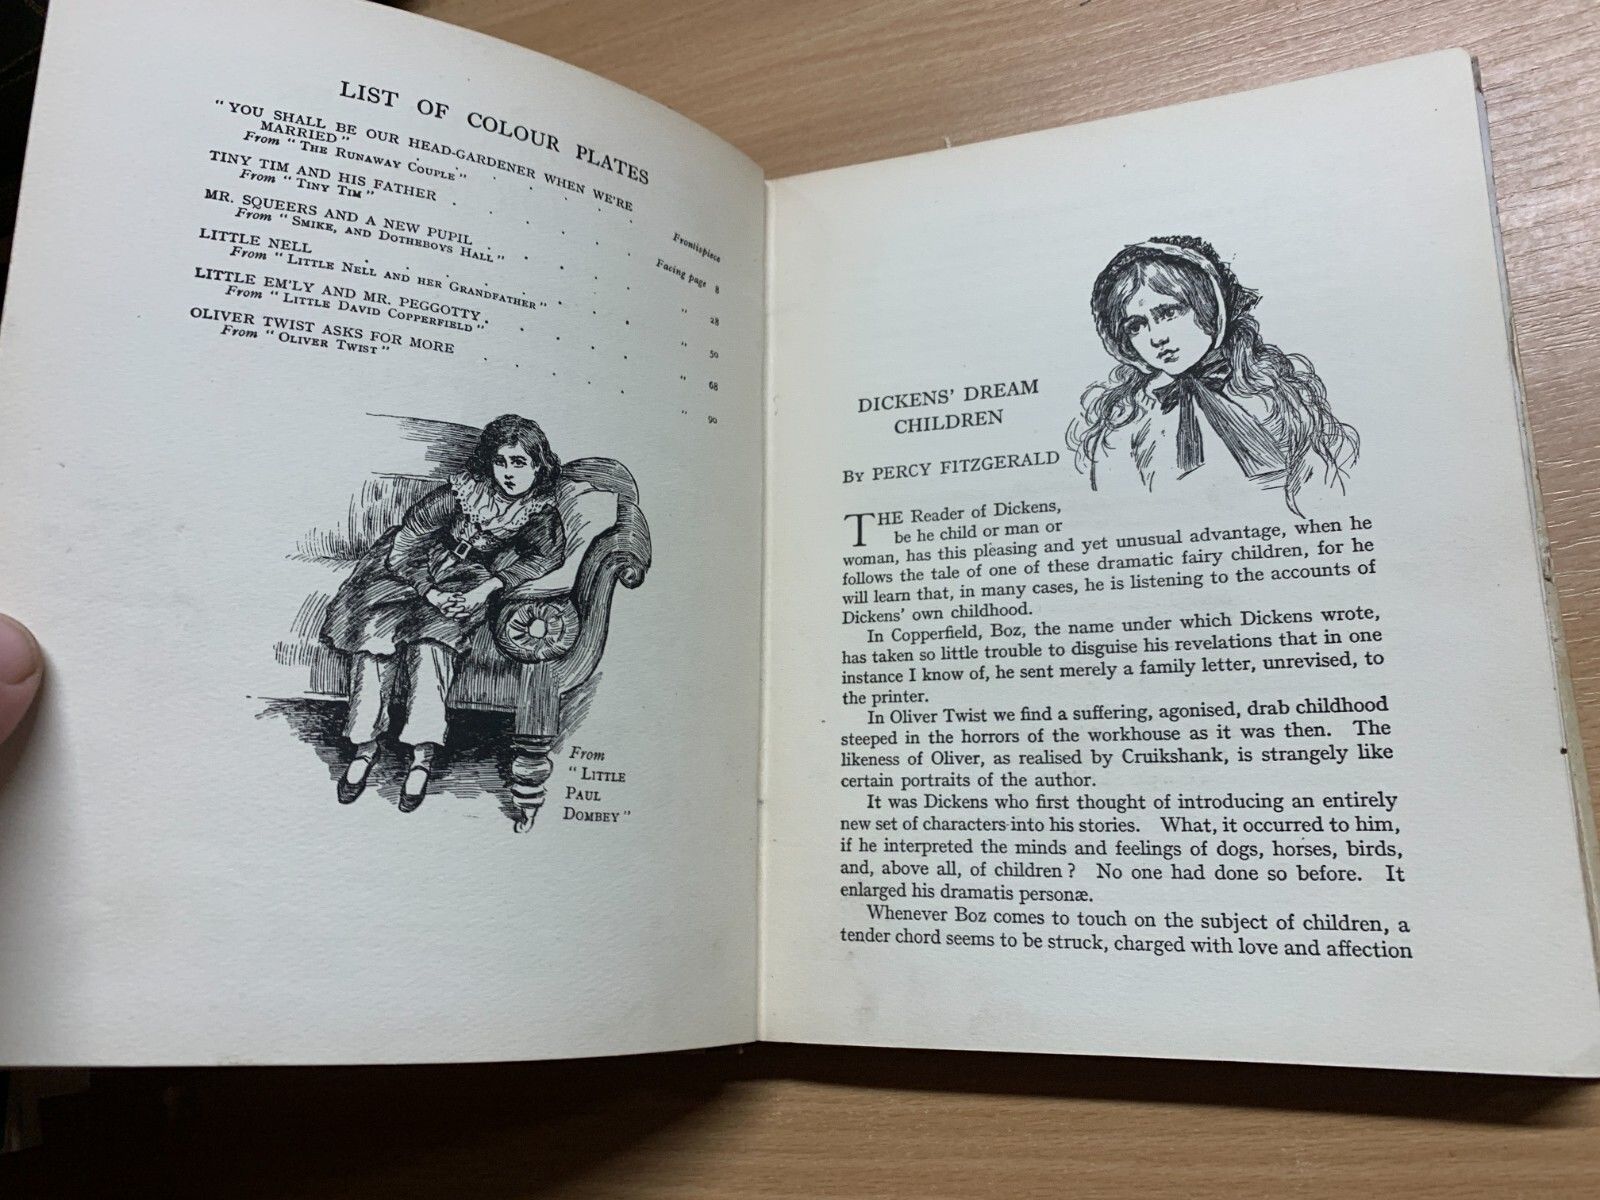 LIST OF COLOUR PLATES
"YOU SHALL BE OUR HEAD-GARDENER WHEN WE'RE
MARRIED" . . . . . . Frontispiece
From "The Runaway Couple"
TINY TIM AND HIS FATHER . . . . . Facing page 8
From "Tiny Tim"
MR. SQUEERS AND A NEW PUPIL . . . . " 28
From "Smike, and Dotheboys Hall"
LITTLE NELL . . . . . . " 50
From "Little Nell and her Grandfather"
LITTLE EM'LY AND MR. PEGGOTTY . . . . " 68
From "Little David Copperfield"
OLIVER TWIST ASKS FOR MORE . . . . . " 90
From "Oliver Twist"
From
"Little
Paul
Dombey"
DICKENS' DREAM
CHILDREN
By PERCY FITZGERALD
THE Reader of Dickens,
be he child or man or
woman, has this pleasing and yet unusual advantage, when he
follows the tale of one of these dramatic fairy children, for he
will learn that, in many cases, he is listening to the accounts of
Dickens' own childhood.
In Copperfield, Boz, the name under which Dickens wrote,
has taken so little trouble to disguise his revelations that in one
instance I know of, he sent merely a family letter, unrevised, to
the printer.
In Oliver Twist we find a suffering, agonised, drab childhood
steeped in the horrors of the workhouse as it was then. The
likeness of Oliver, as realised by Cruikshank, is strangely like
certain portraits of the author.
It was Dickens who first thought of introducing an entirely
new set of characters into his stories. What, it occurred to him,
if he interpreted the minds and feelings of dogs, horses, birds,
and, above all, of children? No one had done so before. It
enlarged his dramatis personæ.
Whenever Boz comes to touch on the subject of children, a
tender chord seems to be struck, charged with love and affection